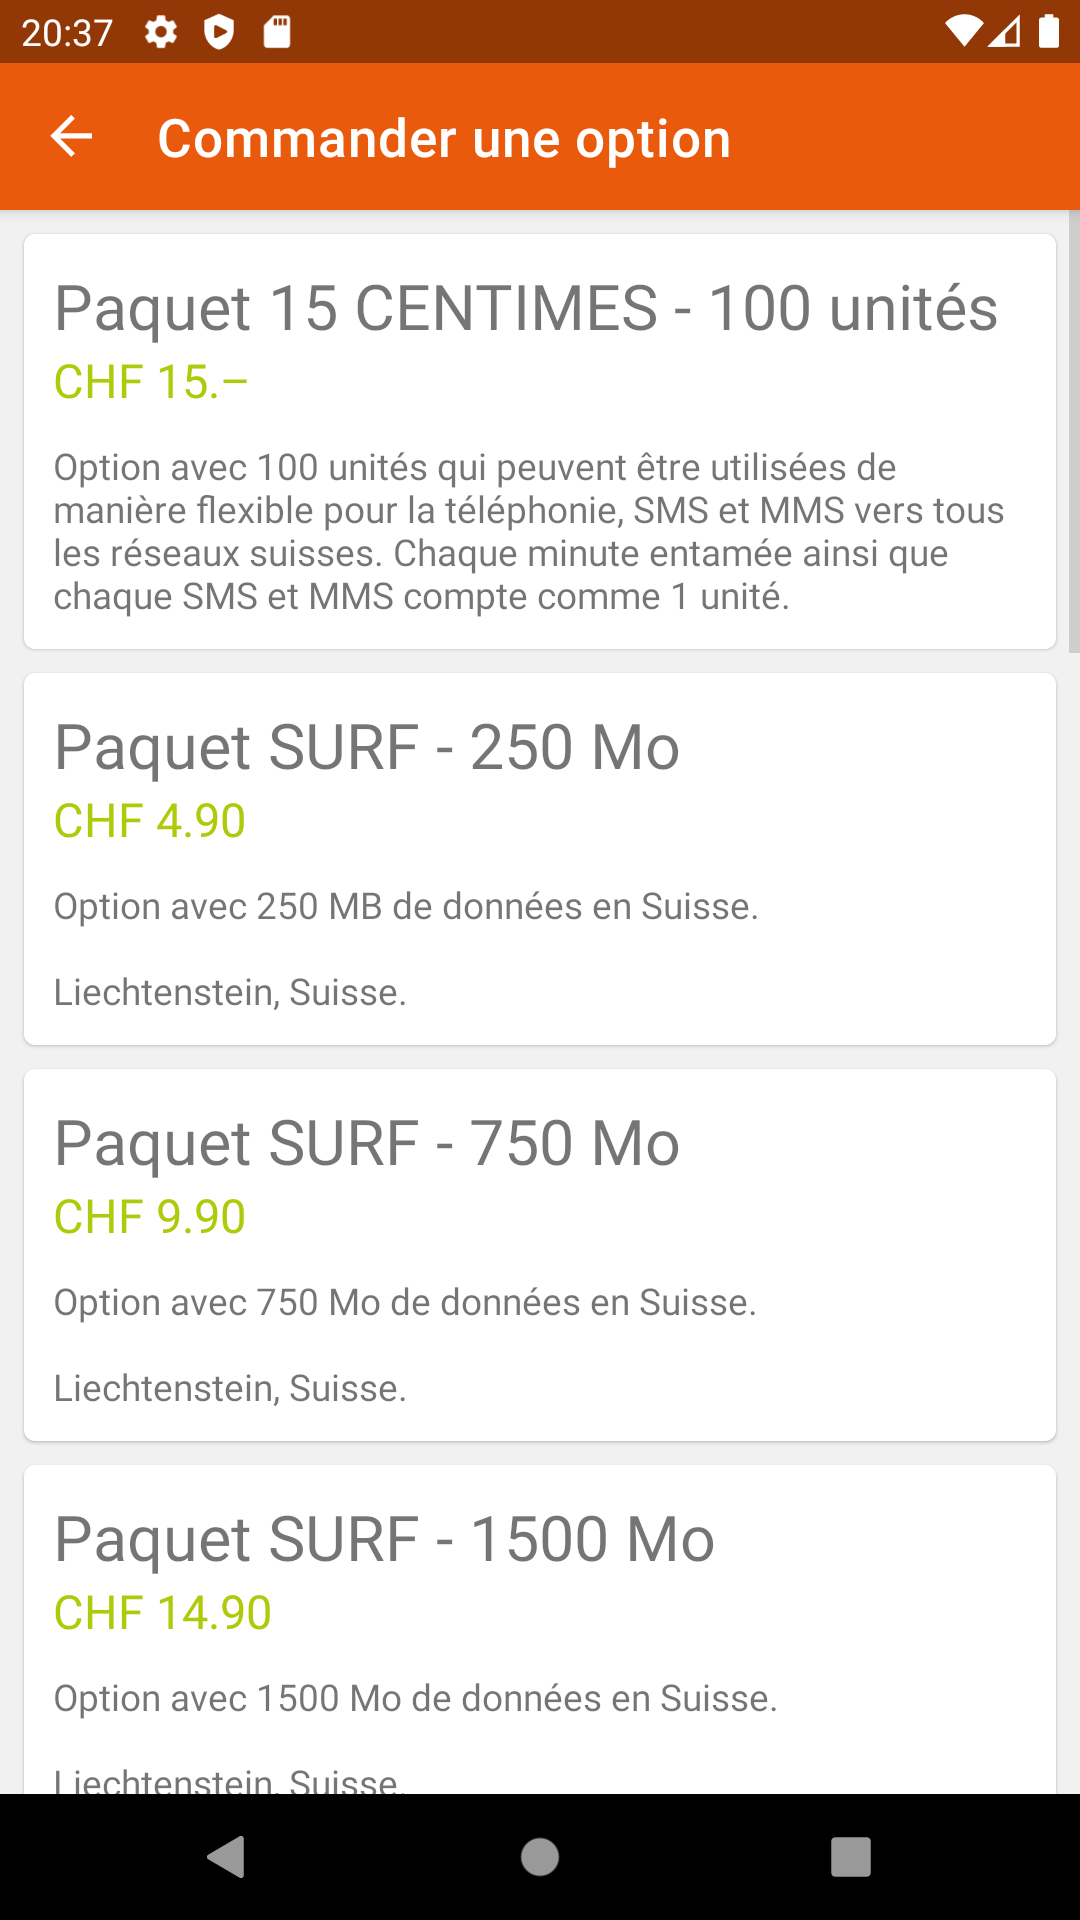 20:37
Commander une option
Paquet 15 CENTIMES - 100 unités
CHF 15.–
Option avec 100 unités qui peuvent être utilisées de
manière flexible pour la téléphonie, SMS et MMS vers tous
les réseaux suisses. Chaque minute entamée ainsi que
chaque SMS et MMS compte comme 1 unité.
Paquet SURF - 250 Mo
CHF 4.90
Option avec 250 MB de données en Suisse.
Liechtenstein, Suisse.
Paquet SURF - 750 Mo
CHF 9.90
Option avec 750 Mo de données en Suisse.
Liechtenstein, Suisse.
Paquet SURF - 1500 Mo
CHF 14.90
Option avec 1500 Mo de données en Suisse.
Liechtenstein, Suisse.